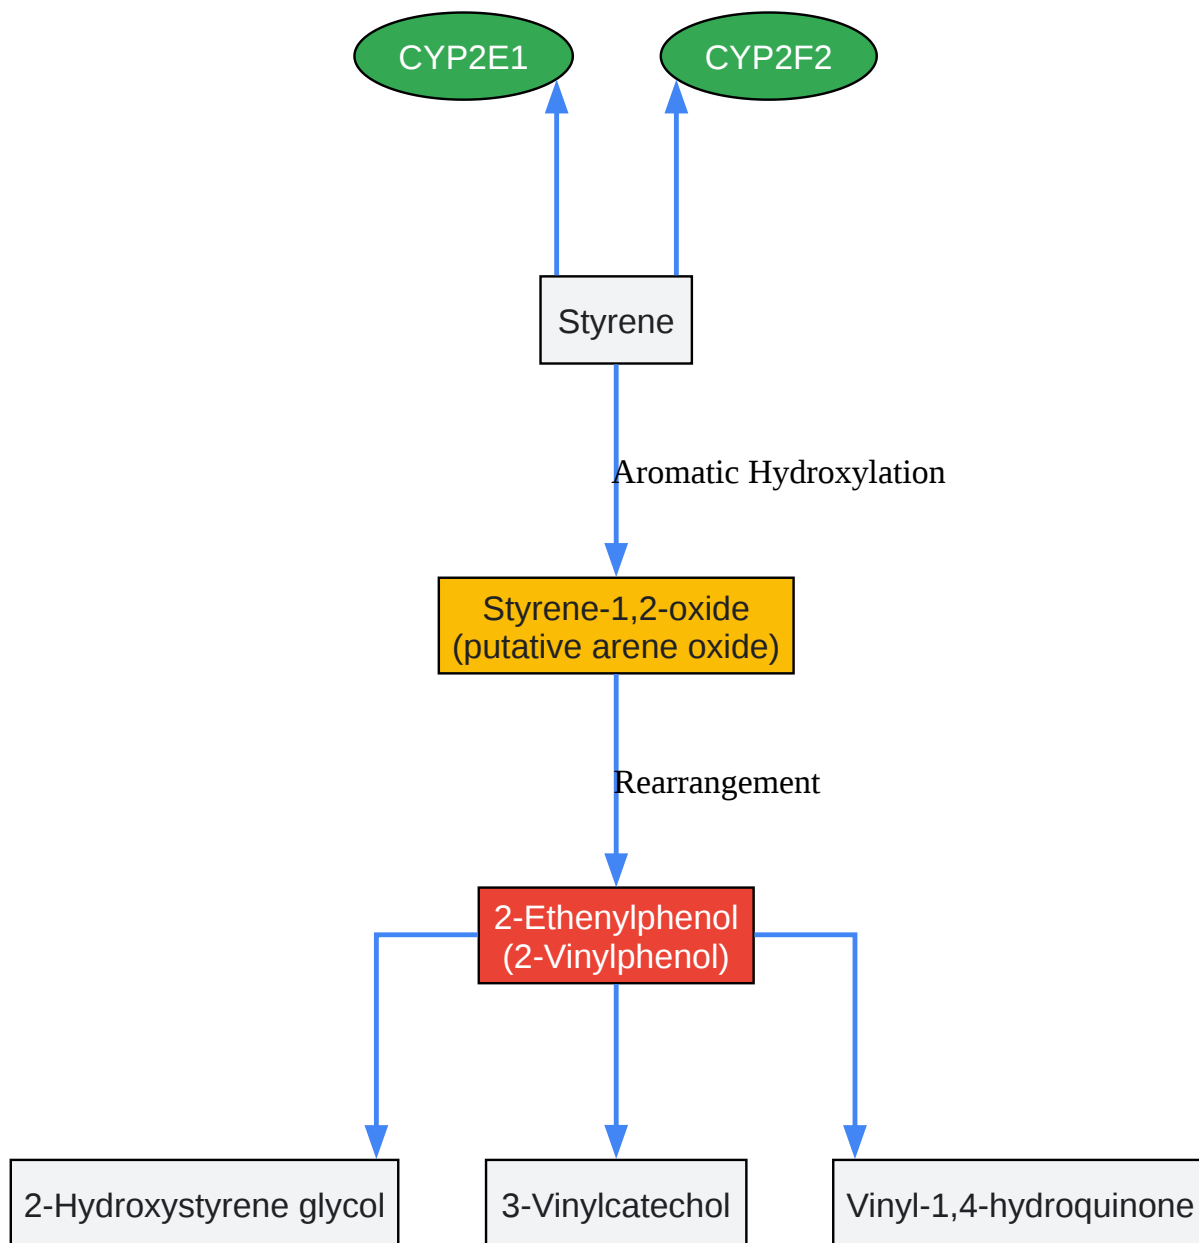 CYP2E1
CYP2F2
Styrene
Aromatic Hydroxylation
Styrene-1,2-oxide
(putative arene oxide)
Rearrangement
2-Ethenylphenol
(2-Vinylphenol)
2-Hydroxystyrene glycol
3-Vinylcatechol
Vinyl-1,4-hydroquinone